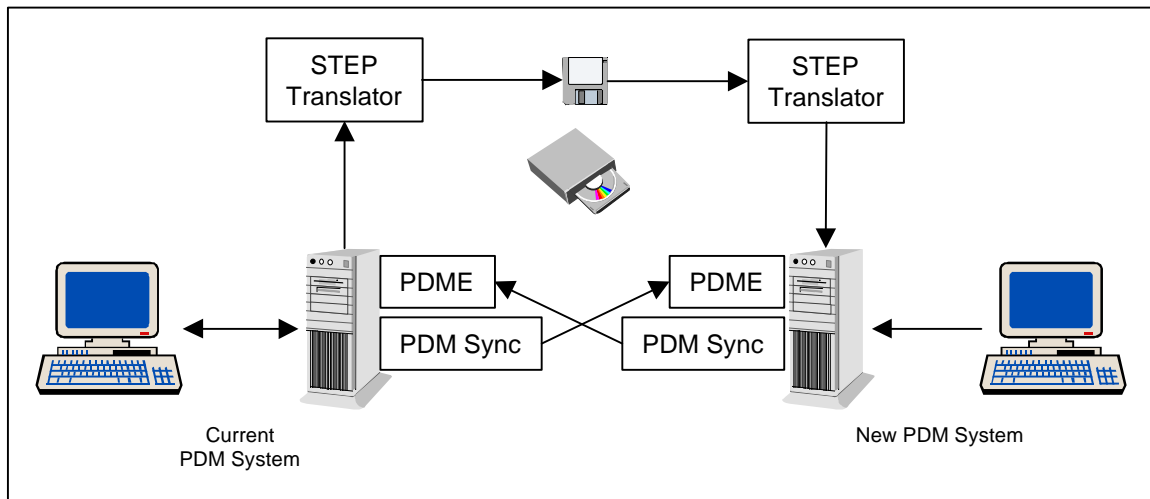 STEP
Translator
STEP
Translator
PDME
PDME
PDM Sync
PDM Sync
Current
PDM System
New PDM System